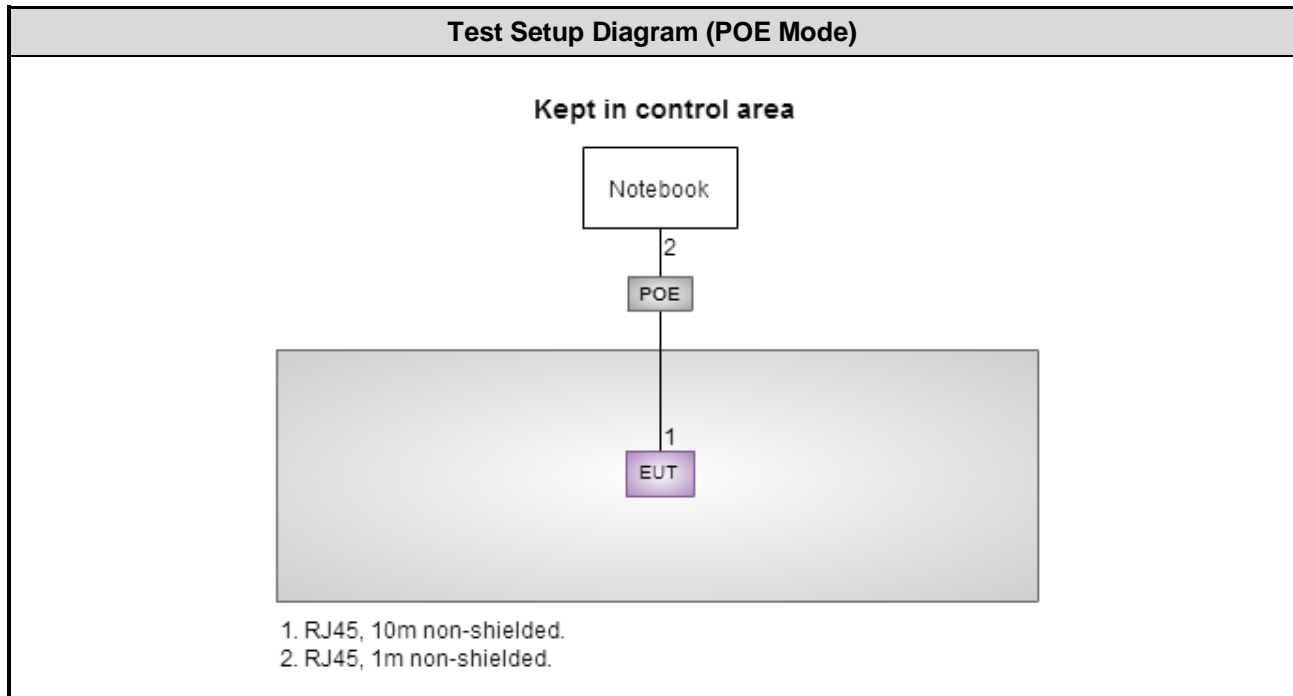 Test Setup Diagram (POE Mode)
Kept in control area
Notebook
2
POE
1
EUT
1. RJ45, 10m non-shielded.
2. RJ45, 1m non-shielded.